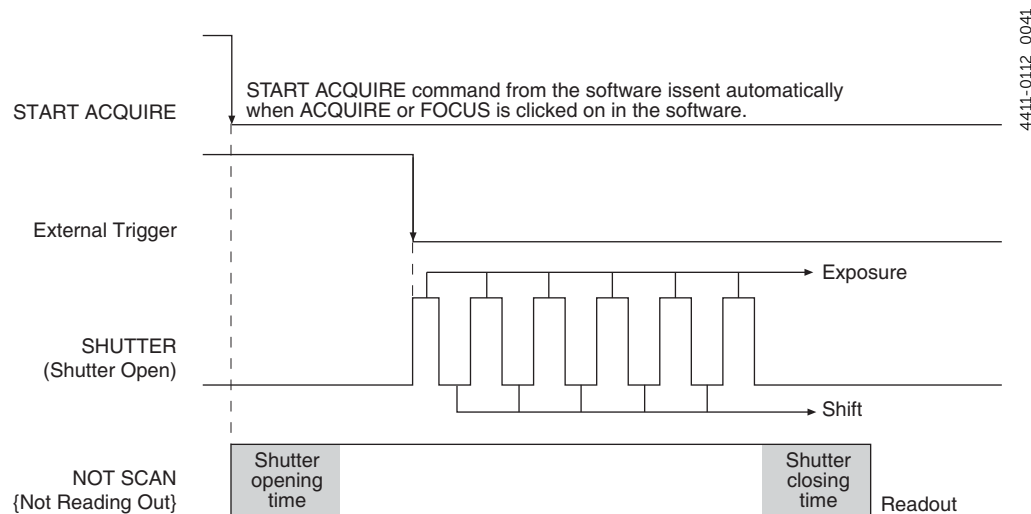 4411-0112_0041
START ACQUIRE
START ACQUIRE command from the software issent automatically
when ACQUIRE or FOCUS is clicked on in the software.
External Trigger
Exposure
SHUTTER
(Shutter Open)
Shift
NOT SCAN
{Not Reading Out}
Shutter
opening
time
Shutter
closing
time
Readout